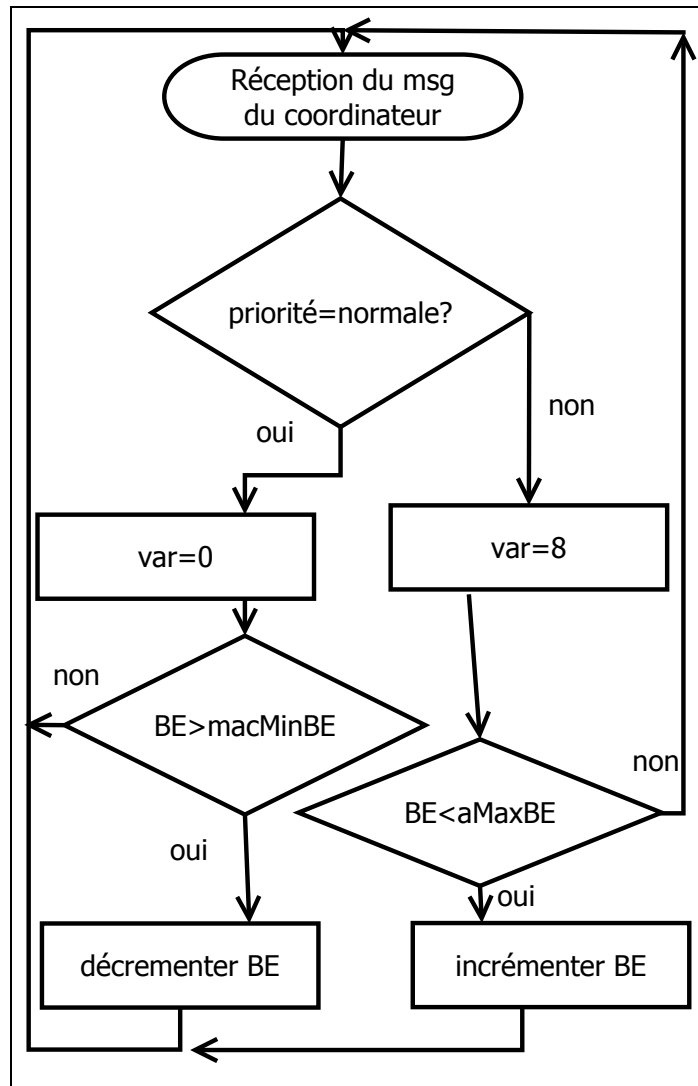 Réception du msg
du coordinateur
priorité=normale?
oui
non
var=0
var=8
non
BE>macMinBE
non
BE<aMaxBE
oui
oui
décrementer BE
incrémenter BE